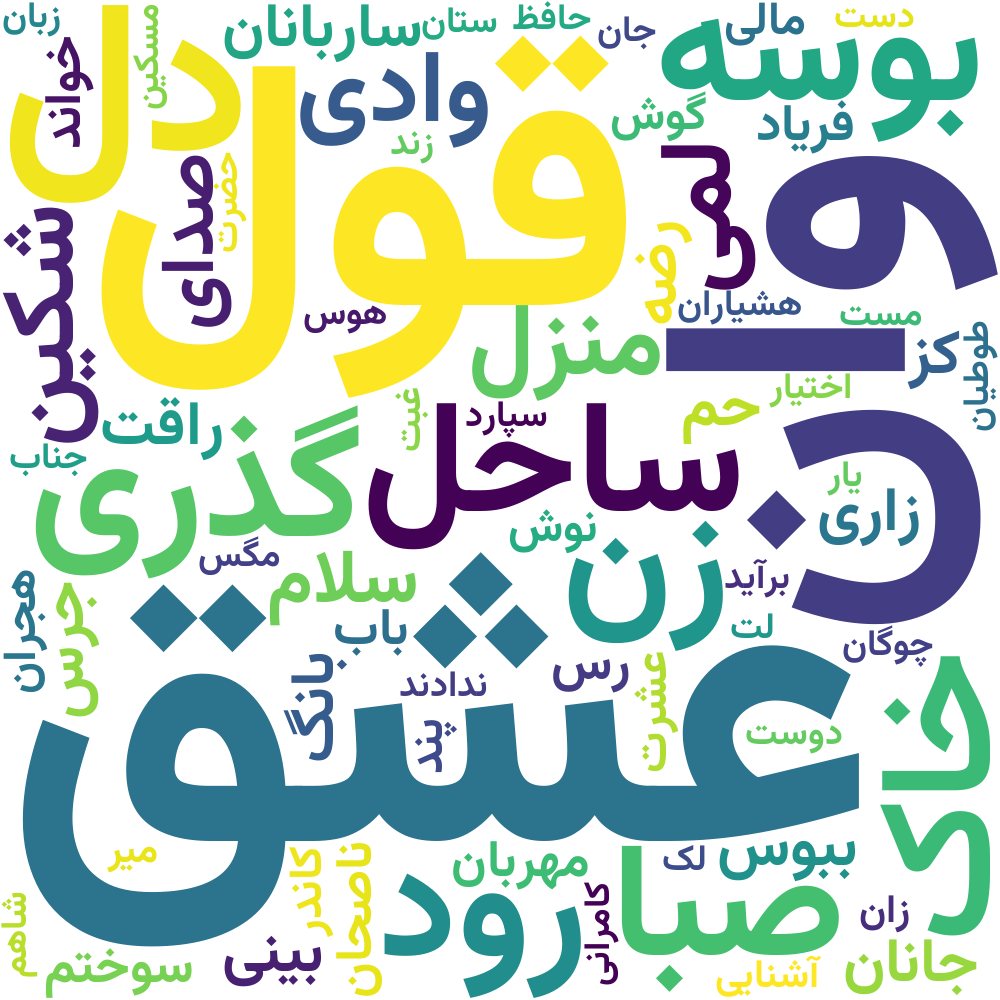 زبان
مسکین
ساربانان
ستان
حافظ
جان
مالی
دست
خواند
دل
وادی
بوسه
گوش
فریاد
زند
قول
لمی
صدای
حضرت
شکین
رضه
هوس
هشیاران
مست
طوطیان
کز
وان
منزل
اختیار
حم
غبت
سپارد
راقت
جناب
ساحل
گذری
یار
زاری
نوش
زن
مگس
سلام
برآید
هجران
جرس
باب
لت
چوگان
بانگ
رس
ندادند
عشرت
پند
دوست
خاک
عشق
میر
کاندر
ناصحان
مهربان
لک
ببوس
صبا
رود
کامرانی
زان
شاهم
سوختم
بینی
آشنایی
جانان